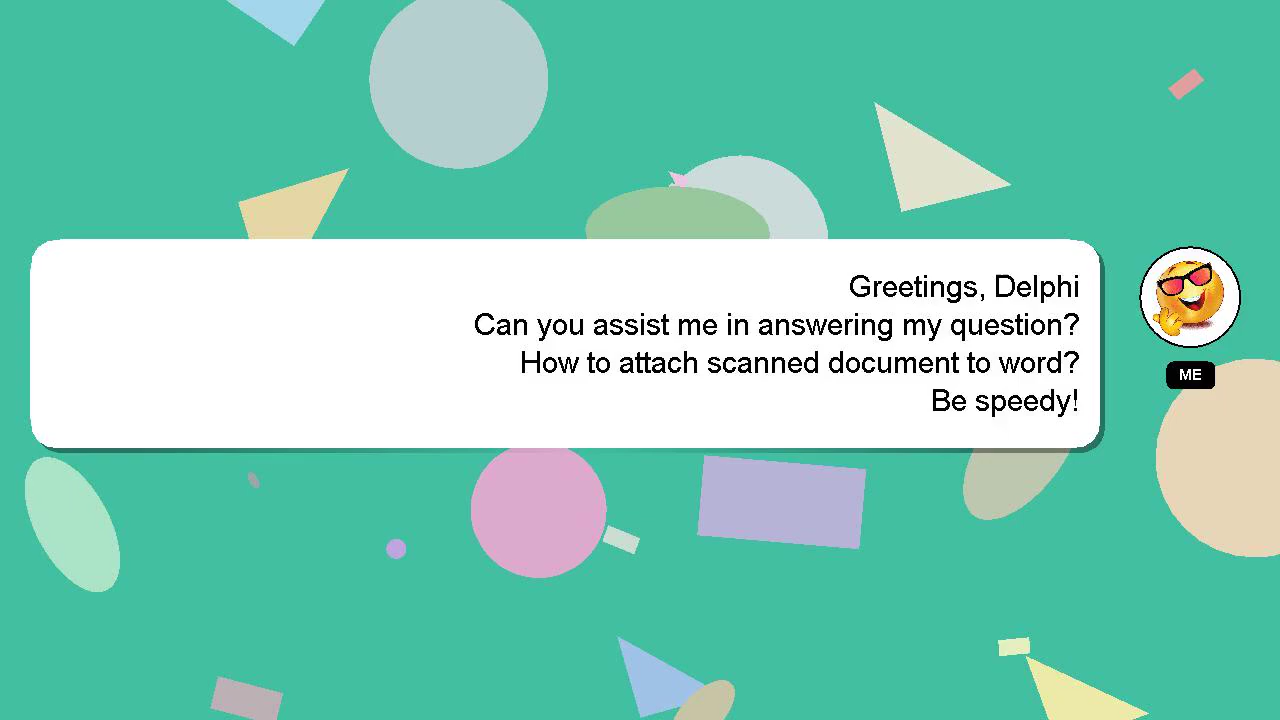 Greetings, Delphi
Can you assist me in answering my question?
How to attach scanned document to word?
Be speedy!
ME